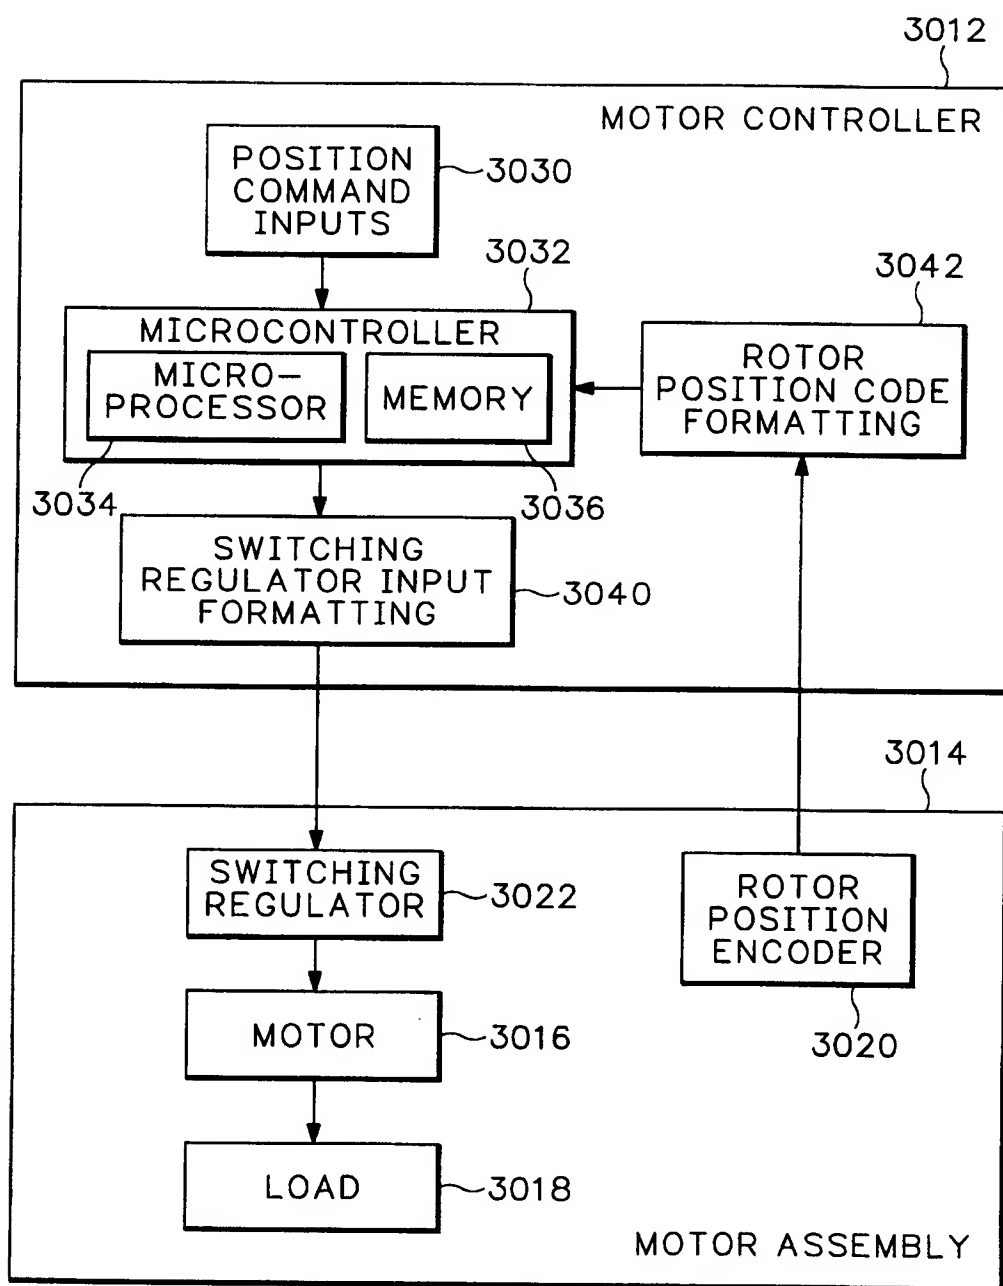 3012
MOTOR CONTROLLER
POSITION
COMMAND
INPUTS
3030
3032
3042
MICROCONTROLLER
MICRO-
PROCESSOR
MEMORY
ROTOR
POSITION CODE
FORMATTING
3034
3036
SWITCHING
REGULATOR INPUT
FORMATTING
3040
3014
SWITCHING
REGULATOR
3022
ROTOR
POSITION
ENCODER
3020
MOTOR
3016
LOAD
3018
MOTOR ASSEMBLY